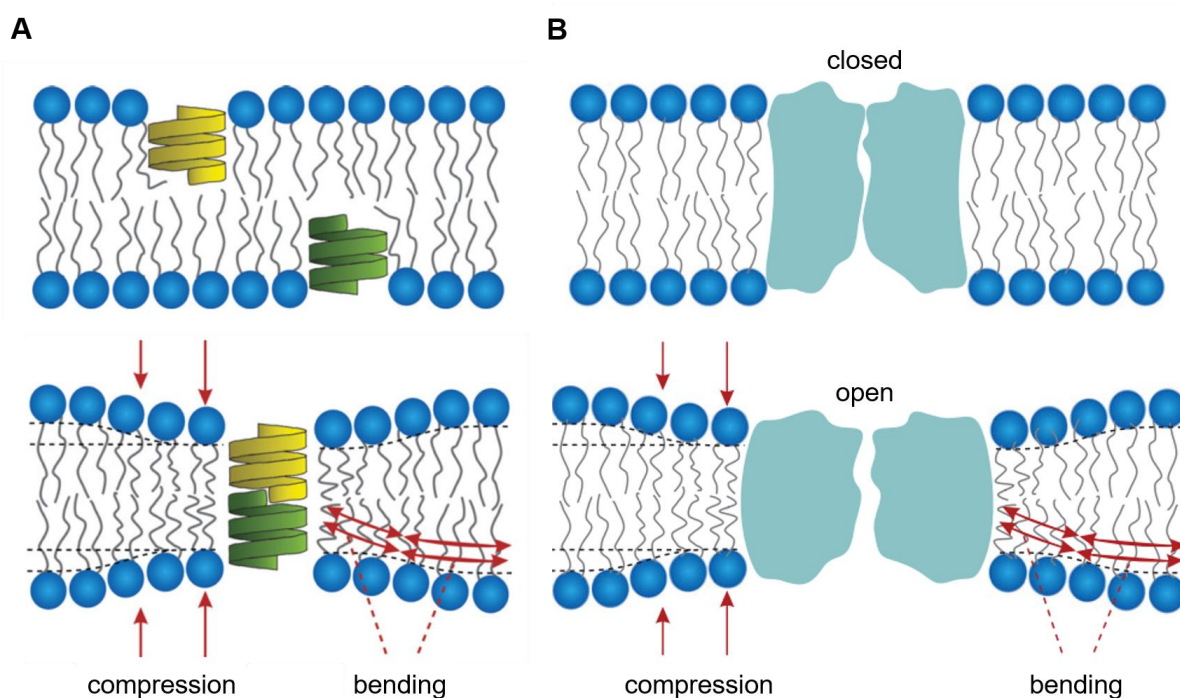 A
B
closed
open
compression
bending
compression
bending